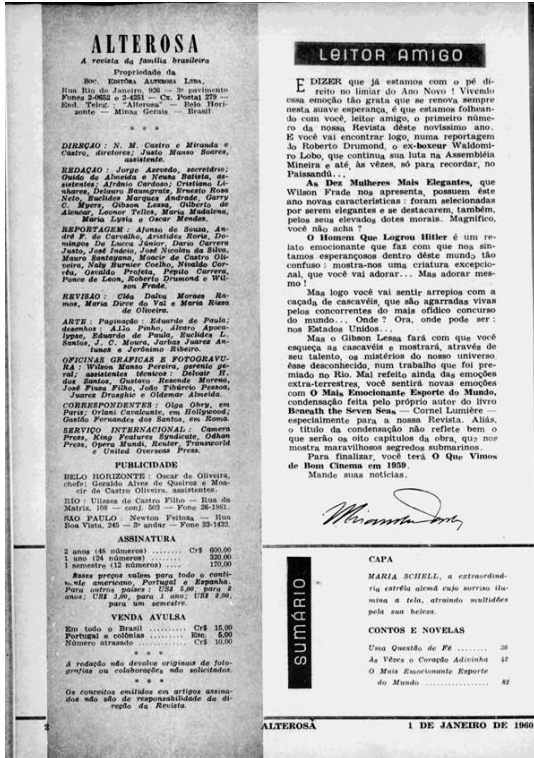 ALTEROSA
A revista da família brasileira
Propriedade da
Soc. Editôra Alterosa Ltda.
Rua Rio de Janeiro, 926 — 3º pavimento
Fones 2-0652 e 2-4251 — Cx. Postal 279 —
End. Teleg.: "Alterosa" — Belo Hori-
zonte — Minas Gerais — Brasil
* * *
DIREÇÃO: N. M. Castro e Miranda e
Castro, diretores; Justo Manso Soares,
assistente.
REDAÇÃO: Jorge Azevedo, secretário;
Guido de Almeida e Neusa Batista, as-
sistentes; Afrânio Cardoso; Cristiano Li-
nhares, Delauro Baumgratz, Ernesto Rosa
Neto, Euclides Marques Andrade, Garry
C. Myers, Gibson Lessa, Gilberto de
Alencar, Leonor Telles, Maria Madalena,
Maria Lysia e Oscar Mendes.
REPORTAGEM: Afonso de Souza, An-
dré F. de Carvalho, Aristides Roriz, Do-
mingos De Lucca Júnior, Dario Carrera
Justo, José Inácio, José Nicolau da Silva,
Mauro Santayana, Moacir de Castro Oli-
veira, Naly Burnier Coelho, Nivaldo Cor-
rêa, Osvaldo Profeta, Pepito Carrera,
Ponce de Leon, Roberto Drumond e Wil-
son Frade.
REVISÃO: Cléa Dalva Moraes Ra-
mos, Maria Dirce do Val e Maria Rizza
de Oliveira.
ARTE: Paginação: Eduardo de Paula;
desenhos: Aldo Pinho, Alvaro Apoca-
lypse, Eduardo de Paula, Euclides L.
Santos, J. C. Moura, Jarbas Juarez An-
tunes e Jerônimo Ribeiro.
OFICINAS GRÁFICAS E FOTOGRAVU-
RA: Wilson Manso Pereira, gerente ge-
ral; assistentes técnicos: Deluar H.
dos Santos, Gustavo Resende Moreno,
José Fiusa Filho, João Tibúrcio Pessoa,
Juarez Drosghic e Oldemar Almeida.
CORRESPONDENTES: Olga Obry, em
Paris; Orlani Cavalcante, em Hollywood;
Gastão Fernandes dos Santos, em Roma.
SERVIÇO INTERNACIONAL: Camera
Press, King Features Syndicate, Odhan
Press, Opera Mundi, Reuter, Transworld
e United Overseas Press.
PUBLICIDADE
BELO HORIZONTE: Oscar de Oliveira,
chefe; Geraldo Alves de Queiroz e Moa-
cir de Castro Oliveira, assistentes.
RIO: Ulisses de Castro Filho — Rua da
Matriz, 108 — conj. 503 — Fone 26-1881.
SÃO PAULO: Newton Feitoza — Rua
Boa Vista, 245 — 3º andar — Fone 33-1422.
ASSINATURA
2 anos (48 números) ....... Cr$ 600,00
1 ano (24 números) ........ 320,00
1 semestre (12 números) .... 170,00
Êsses preços valem para todo o conti-
nente americano, Portugal e Espanha.
Para outros países: US$ 5,00, para 2
anos; US$ 3,00, para 1 ano; US$ 2,00,
para um semestre.
VENDA AVULSA
Em todo o Brasil .......... Cr$ 15,00
Portugal e colônias ........ Esc. 5,00
Número atrasado ........... Cr$ 10,00
* * *
A redação não devolve originais de foto-
grafias ou colaborações não solicitados.
* * *
Os conceitos emitidos em artigos assina-
dos não são de responsabilidade da di-
reção da Revista.
LEITOR AMIGO
E DIZER que já estamos com o pé di-
reito no limiar do Ano Novo! Vivendo
essa emoção tão grata que se renova sempre
nesta suave esperança, é que estamos folhean-
do com você, leitor amigo, o primeiro núme-
ro da nossa Revista dêste novíssimo ano.
E você vai encontrar logo, numa reportagem
do Roberto Drumond, o ex-boxeur Waldomi-
ro Lobo, que continua sua luta na Assembléia
Mineira e até, às vêzes, só para recordar, no
Paissandú...
As Dez Mulheres Mais Elegantes, que
Wilson Frade nos apresenta, possuem êste
ano novas características: foram selecionadas
por serem elegantes e se destacarem, também,
pelos seus elevados dotes morais. Magnífico,
você não acha?
O Homem Que Logrou Hitler é um re-
lato emocionante que faz com que nos sin-
tamos esperançosos dentro dêste mundo tão
confuso: mostra-nos uma criatura excepcio-
nal, que você vai adorar... Mas adorar mes-
mo!
Mas logo você vai sentir arrepios com a
caçada de cascavéis, que são agarradas vivas
pelos concorrentes do mais ofídico concurso
do mundo... Onde? Ora, onde pode ser:
nos Estados Unidos...
Mas o Gibson Lessa fará com que você
esqueça as cascavéis e mostrará, através de
seu talento, os mistérios do nosso universo
êsse desconhecido, num trabalho que foi pre-
miado no Rio. Mal refeito ainda das emoções
extra-terrestres, você sentirá novas emoções
com O Mais Emocionante Esporte do Mundo,
condensação feita pelo próprio autor do livro
Beneath the Seven Seas — Cornel Lumière —
especialmente para a nossa Revista. Aliás,
o título da condensação não reflete bem o
que serão os oito capítulos da obra, que nos
mostra maravilhosos segredos submarinos.
Para finalizar, você terá O Que Vimos
de Bom Cinema em 1959.
Mande suas notícias.
SUMÁRIO
CAPA
MARIA SCHELL, a extraordiná-
ria estrêla alemã cujo sorriso ilu-
mina a tela, atraindo multidões
pela sua beleza.
CONTOS E NOVELAS
Uma Questão de Fé ....... 30
Às Vêzes o Coração Adivinha 42
O Mais Emocionante Esporte
do Mundo ............... 82
2
ALTEROSA
1 DE JANEIRO DE 1960